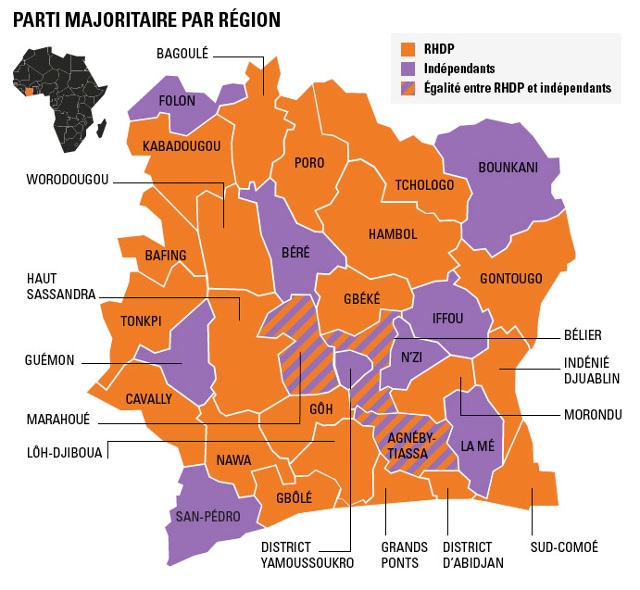 PARTI MAJORITAIRE PAR RÉGION
RHDP
Indépendants
Égalité entre RHDP et indépendants
BAGOULÉ
FOLON
KABADOUGOU
PORO
TCHOLOGO
BOUNKANI
WORODOUGOU
HAMBOL
BÉRÉ
BAFING
GONTOUGO
HAUT
SASSANDRA
GBÉKÉ
TONKPI
IFFOU
BÉLIER
GUÉMON
N'ZI
INDÉNIÉ
DJUABLIN
CAVALLY
GÔH
MORONDU
MARAHOUÉ
AGNÉBY-
TIASSA
LA MÉ
LÔH-DJIBOUA
NAWA
GBÔLÉ
SAN-PÉDRO
DISTRICT
YAMOUSSOUKRO
GRANDS
PONTS
DISTRICT
D'ABIDJAN
SUD-COMOÉ